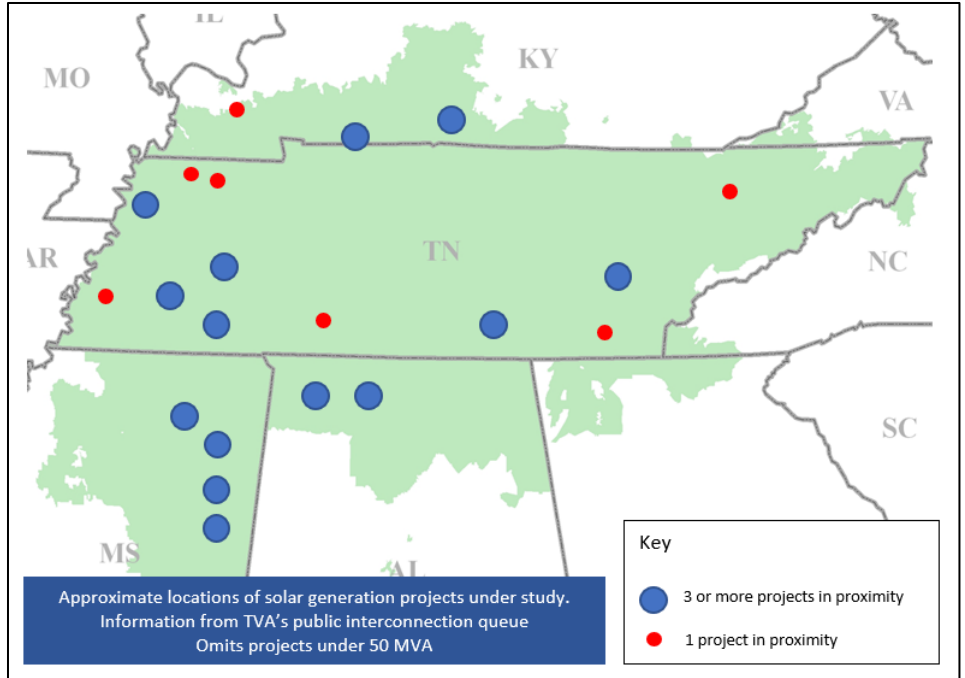 IL
MO
KY
VA
TN
AR
NC
SC
MS
AL
Key
3 or more projects in proximity
1 project in proximity
Approximate locations of solar generation projects under study.
Information from TVA's public interconnection queue
Omits projects under 50 MVA